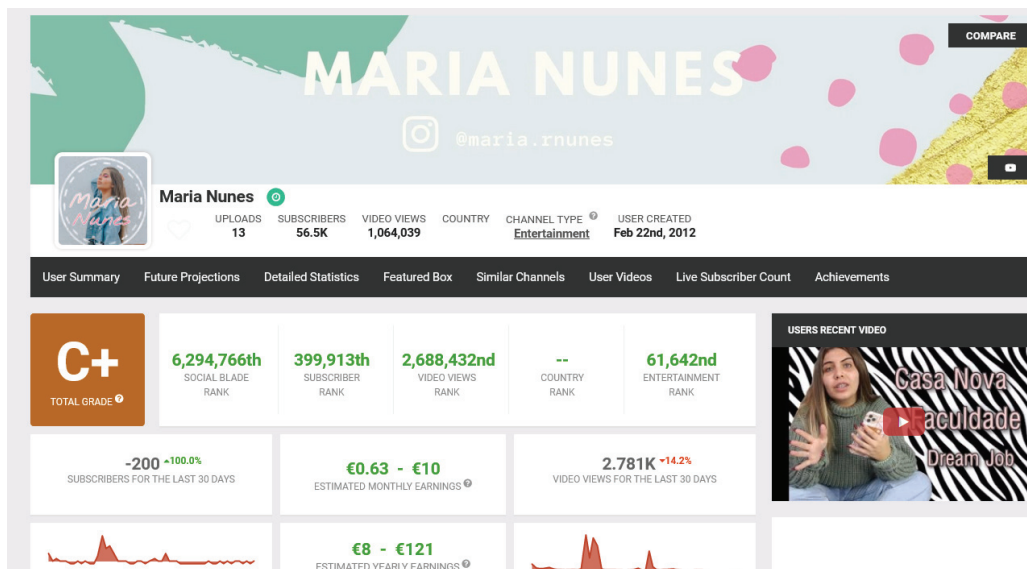 COMPARE
MARIA NUNES
@maria.rnunes
Maria Nunes
Maria Nunes
UPLOADS SUBSCRIBERS VIDEO VIEWS COUNTRY CHANNEL TYPE ? USER CREATED
13 56.5K 1,064,039 Entertainment Feb 22nd, 2012
User Summary Future Projections Detailed Statistics Featured Box Similar Channels User Videos Live Subscriber Count Achievements
C+
TOTAL GRADE ?
6,294,766th 399,913th 2,688,432nd -- 61,642nd
SOCIAL BLADE SUBSCRIBER VIDEO VIEWS COUNTRY ENTERTAINMENT
RANK RANK RANK RANK RANK
USERS RECENT VIDEO
Casa Nova
Faculdade
Dream Job
-200 100.0%
SUBSCRIBERS FOR THE LAST 30 DAYS
€0.63 - €10
ESTIMATED MONTHLY EARNINGS ?
2.781K 14.2%
VIDEO VIEWS FOR THE LAST 30 DAYS
€8 - €121
ESTIMATED YEARLY EARNINGS ?